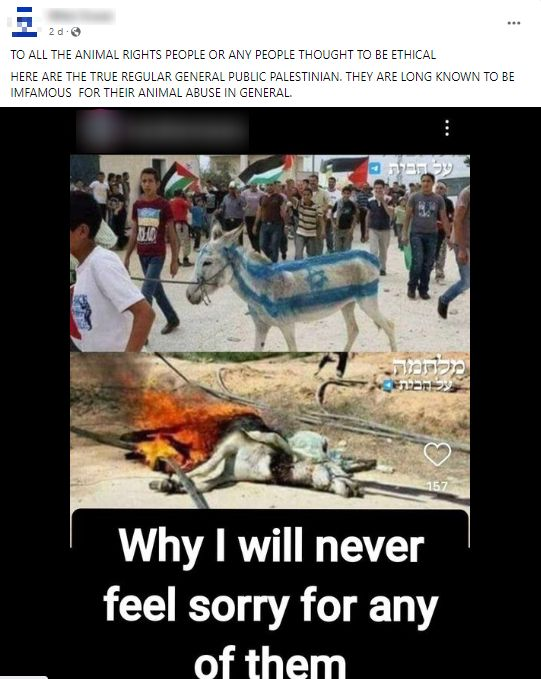 2 d
TO ALL THE ANIMAL RIGHTS PEOPLE OR ANY PEOPLE THOUGHT TO BE ETHICAL
HERE ARE THE TRUE REGULAR GENERAL PUBLIC PALESTINIAN. THEY ARE LONG KNOWN TO BE
IMFAMOUS FOR THEIR ANIMAL ABUSE IN GENERAL.
על הבית
מלחמה
על הבית
157
Why I will never
feel sorry for any
of them